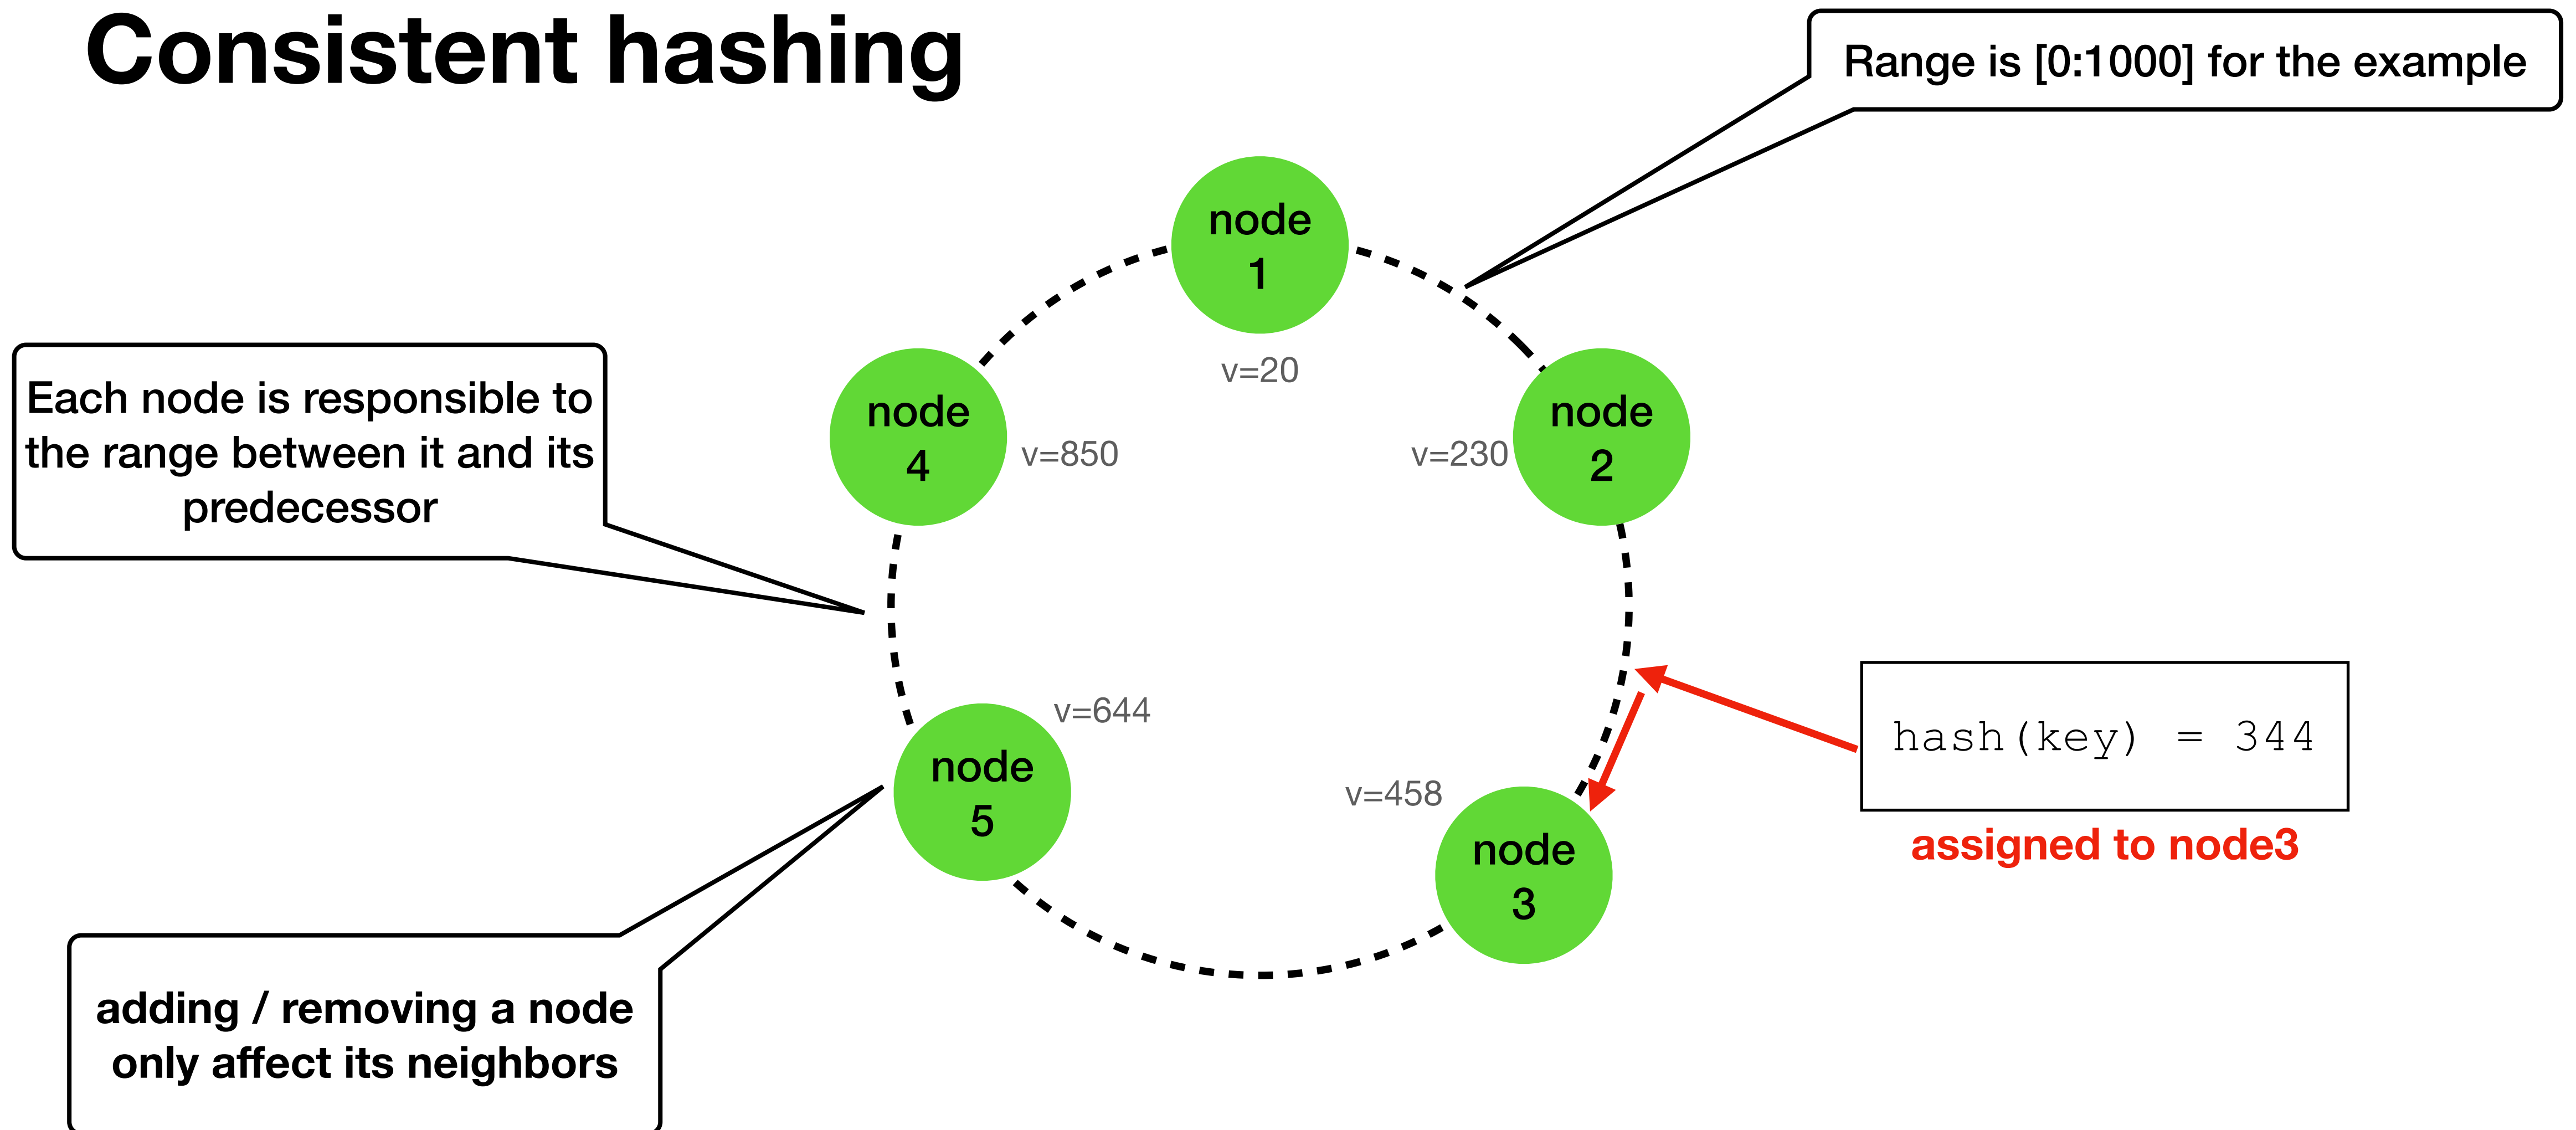 Consistent hashing
Range is [0:1000] for the example
node
1
v=20
node
4
v=850
node
2
v=230
Each node is responsible to
the range between it and its
predecessor
node
5
v=644
node
3
v=458
hash(key) = 344
assigned to node3
adding / removing a node
only affect its neighbors